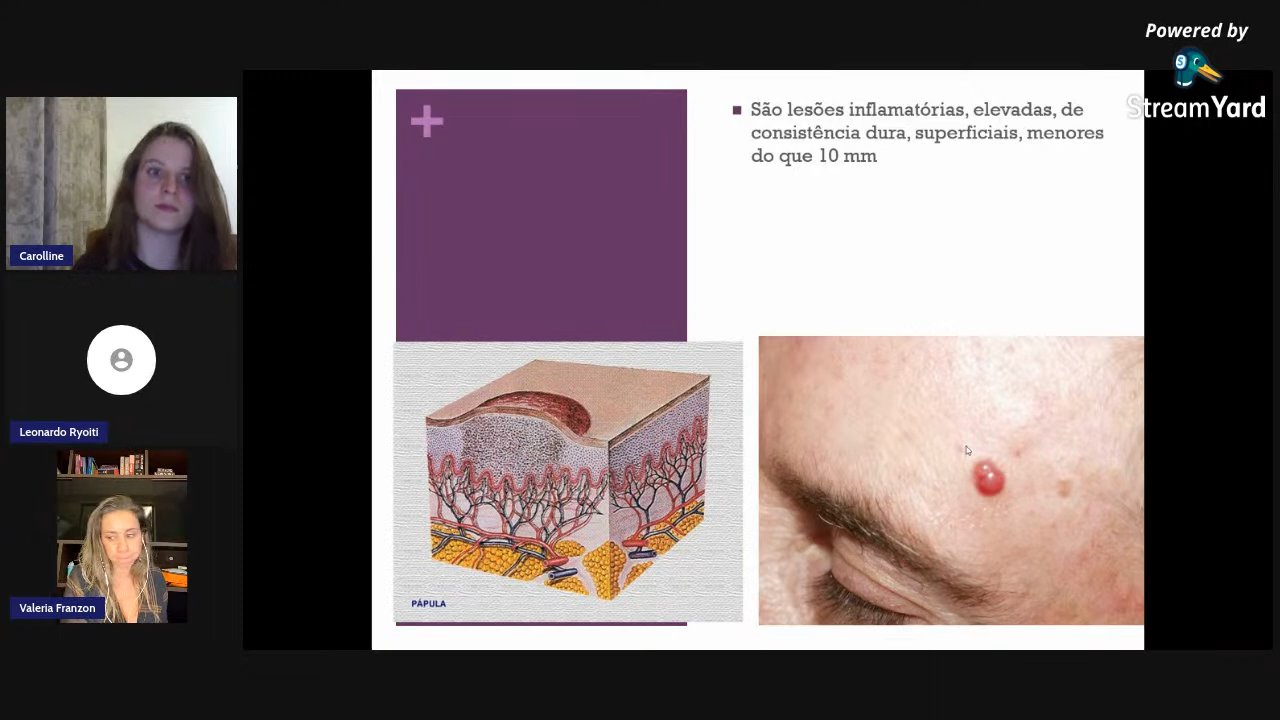 Powered by
StreamYard
Carolline
Leonardo Ryoiti
Valeria Franzon
+
■ São lesões inflamatórias, elevadas, de
consistência dura, superficiais, menores
do que 10 mm
PÁPULA